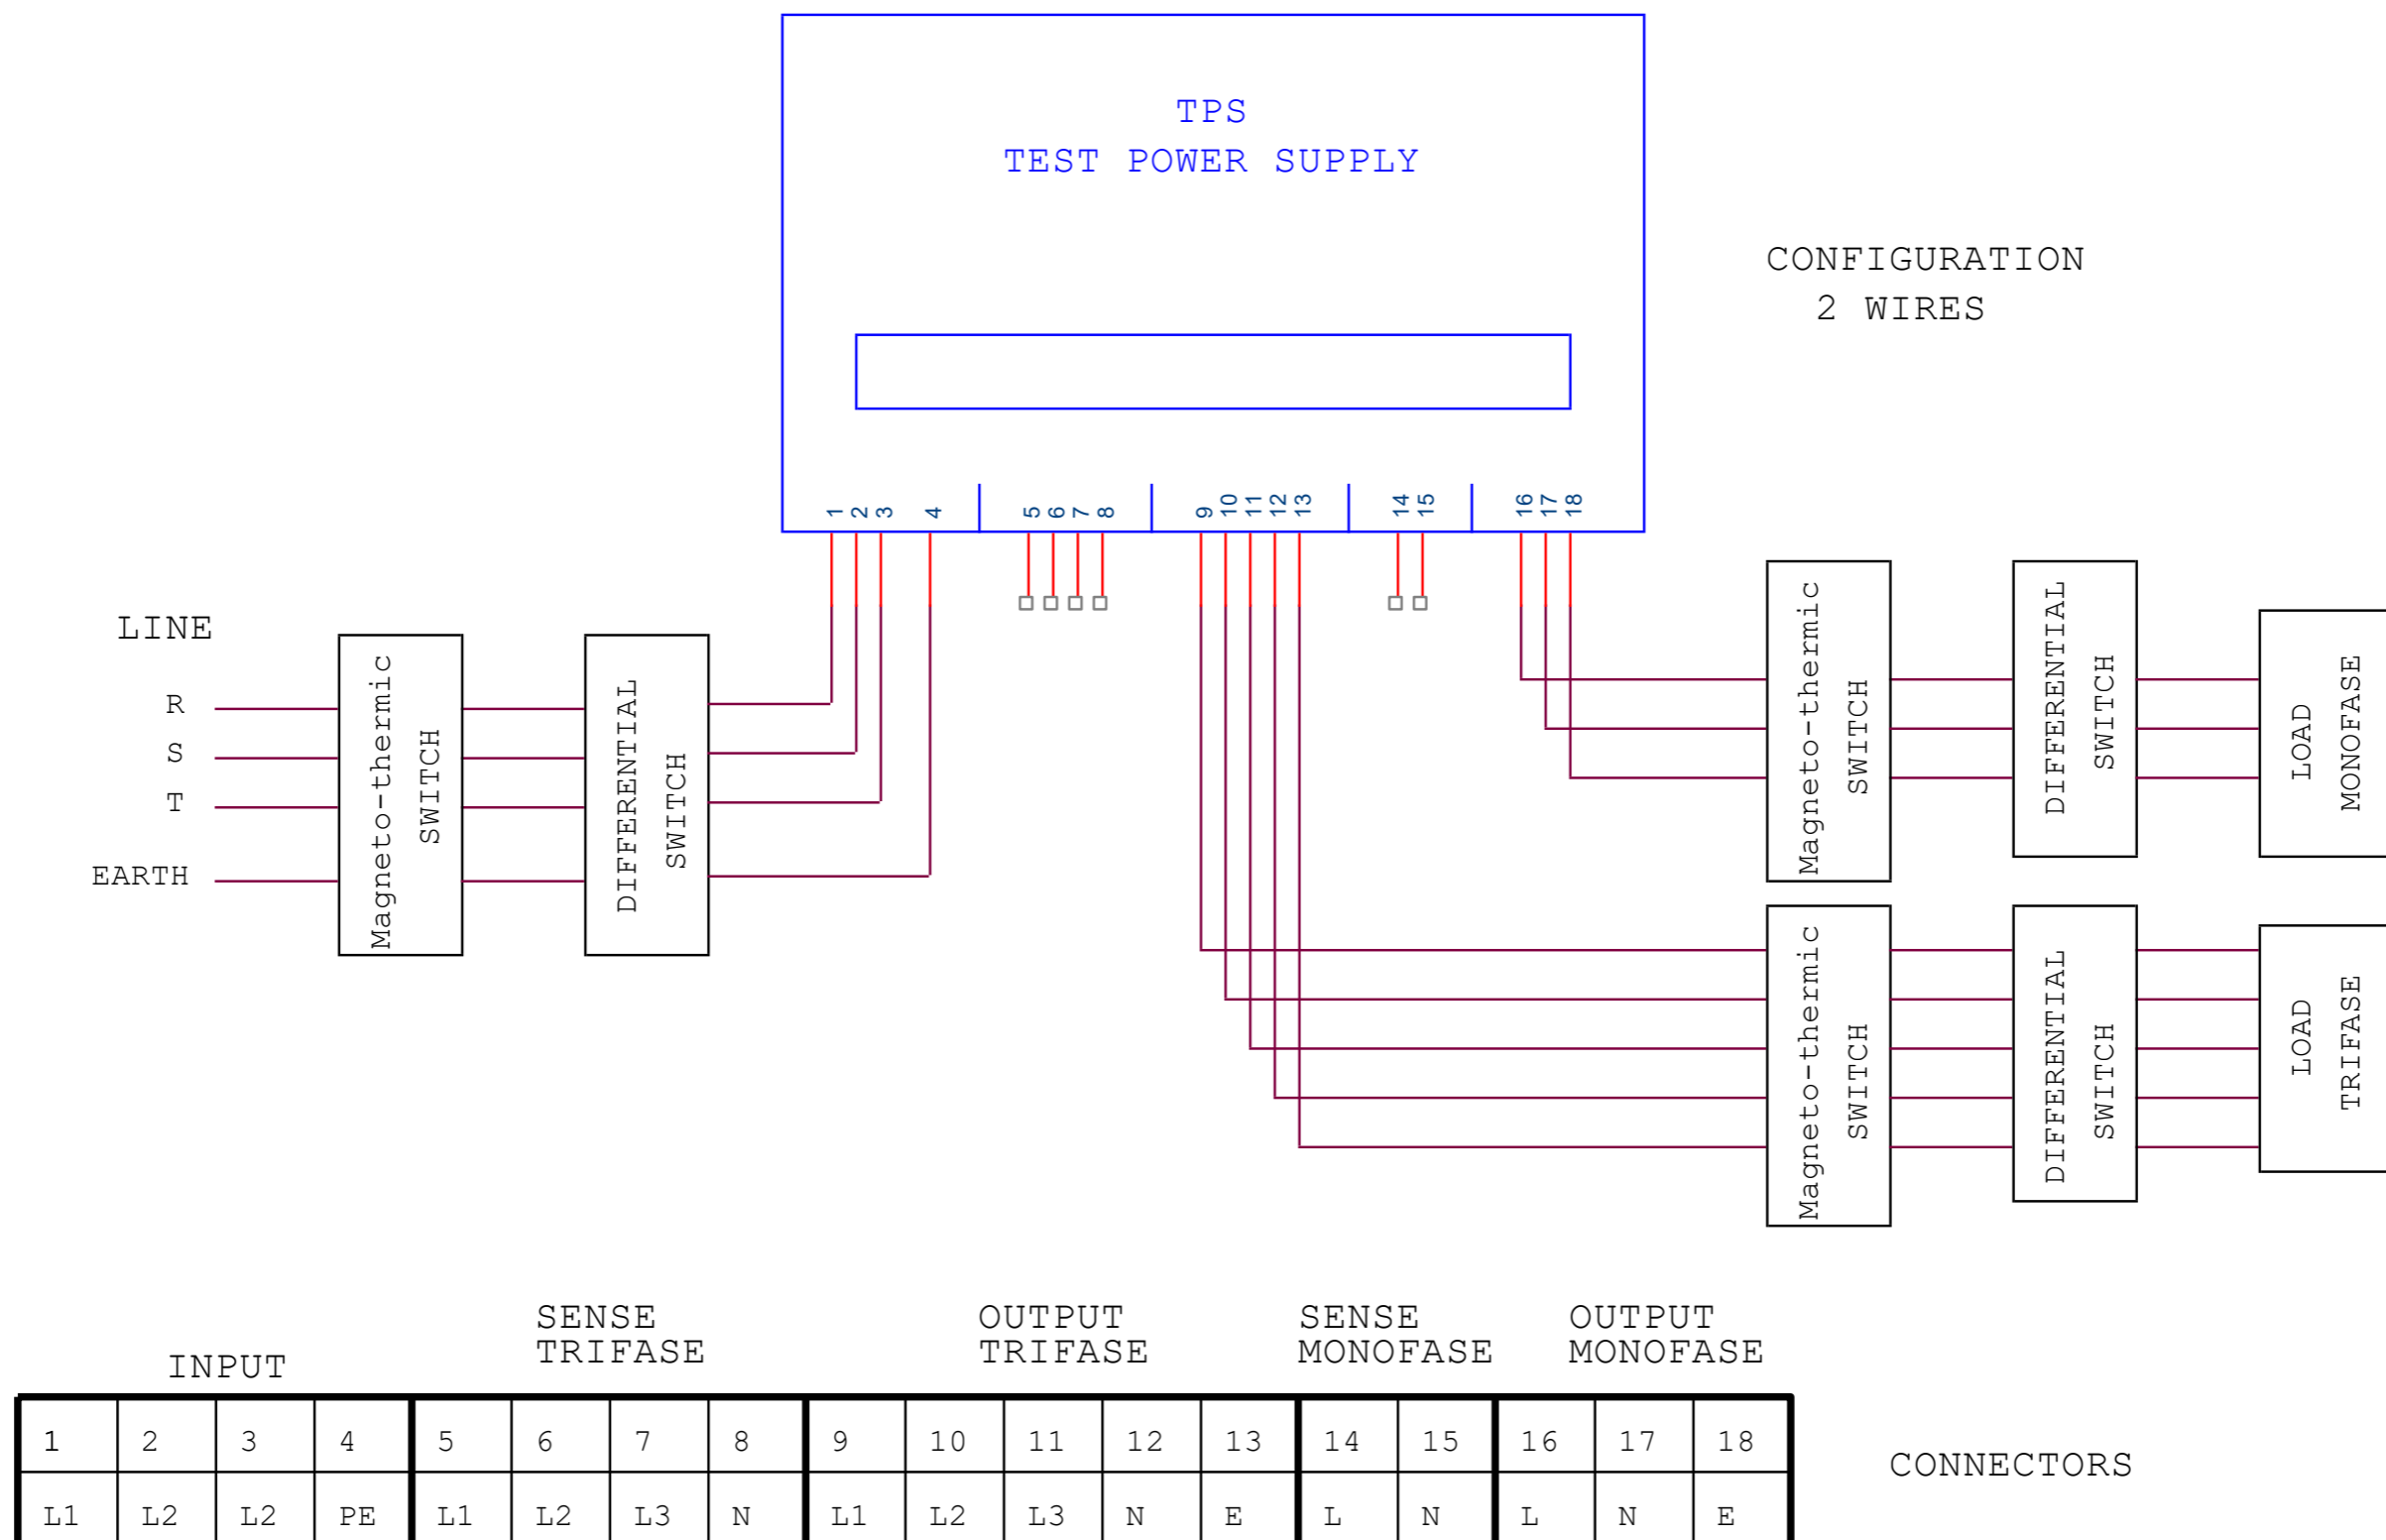 TPS
TEST POWER SUPPLY
CONFIGURATION
2 WIRES
1 2 3 4 5 6 7 8 9 10 11 12 13 14 15 16 17 18
LINE
R
S
T
EARTH
Magneto-thermic
SWITCH
DIFFERENTIAL
SWITCH
Magneto-thermic
SWITCH
DIFFERENTIAL
SWITCH
LOAD
MONOFASE
Magneto-thermic
SWITCH
DIFFERENTIAL
SWITCH
LOAD
TRIFASE
INPUT
SENSE
TRIFASE
OUTPUT
TRIFASE
SENSE
MONOFASE
OUTPUT
MONOFASE
1 2 3 4 5 6 7 8 9 10 11 12 13 14 15 16 17 18
L1 L2 L2 PE L1 L2 L3 N L1 L2 L3 N E L N L N E
CONNECTORS